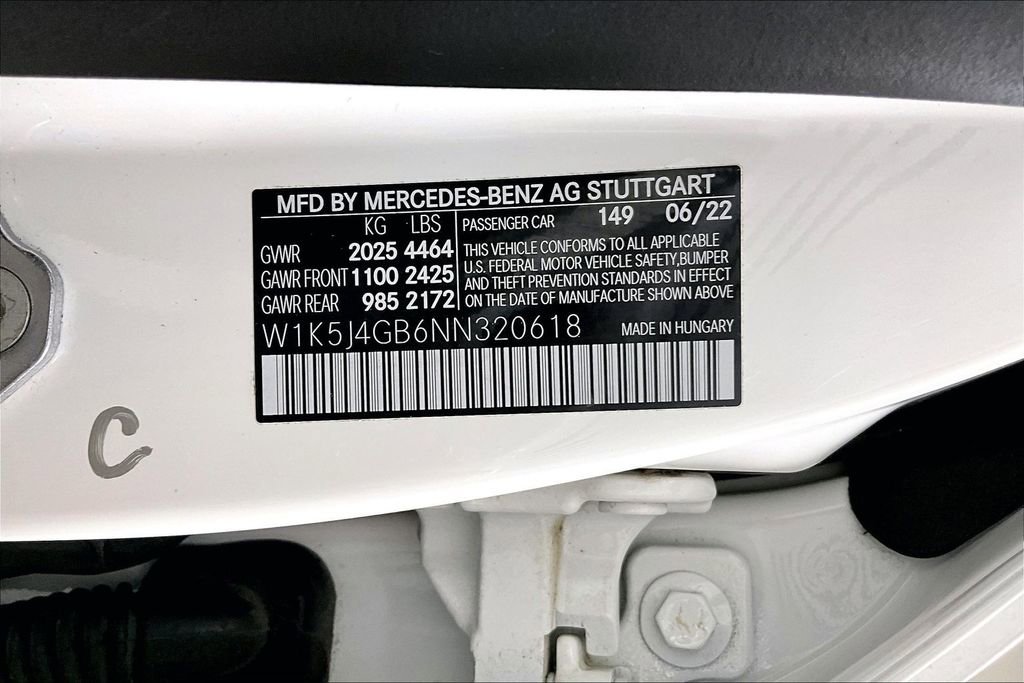 MFD BY MERCEDES-BENZ AG STUTTGART
KG LBS
GVWR 2025 4464
GAWR FRONT 1100 2425
GAWR REAR 985 2172
PASSENGER CAR 149 06/22
THIS VEHICLE CONFORMS TO ALL APPLICABLE
U.S. FEDERAL MOTOR VEHICLE SAFETY, BUMPER
AND THEFT PREVENTION STANDARDS IN EFFECT
ON THE DATE OF MANUFACTURE SHOWN ABOVE
W1K5J4GB6NN320618 MADE IN HUNGARY
C